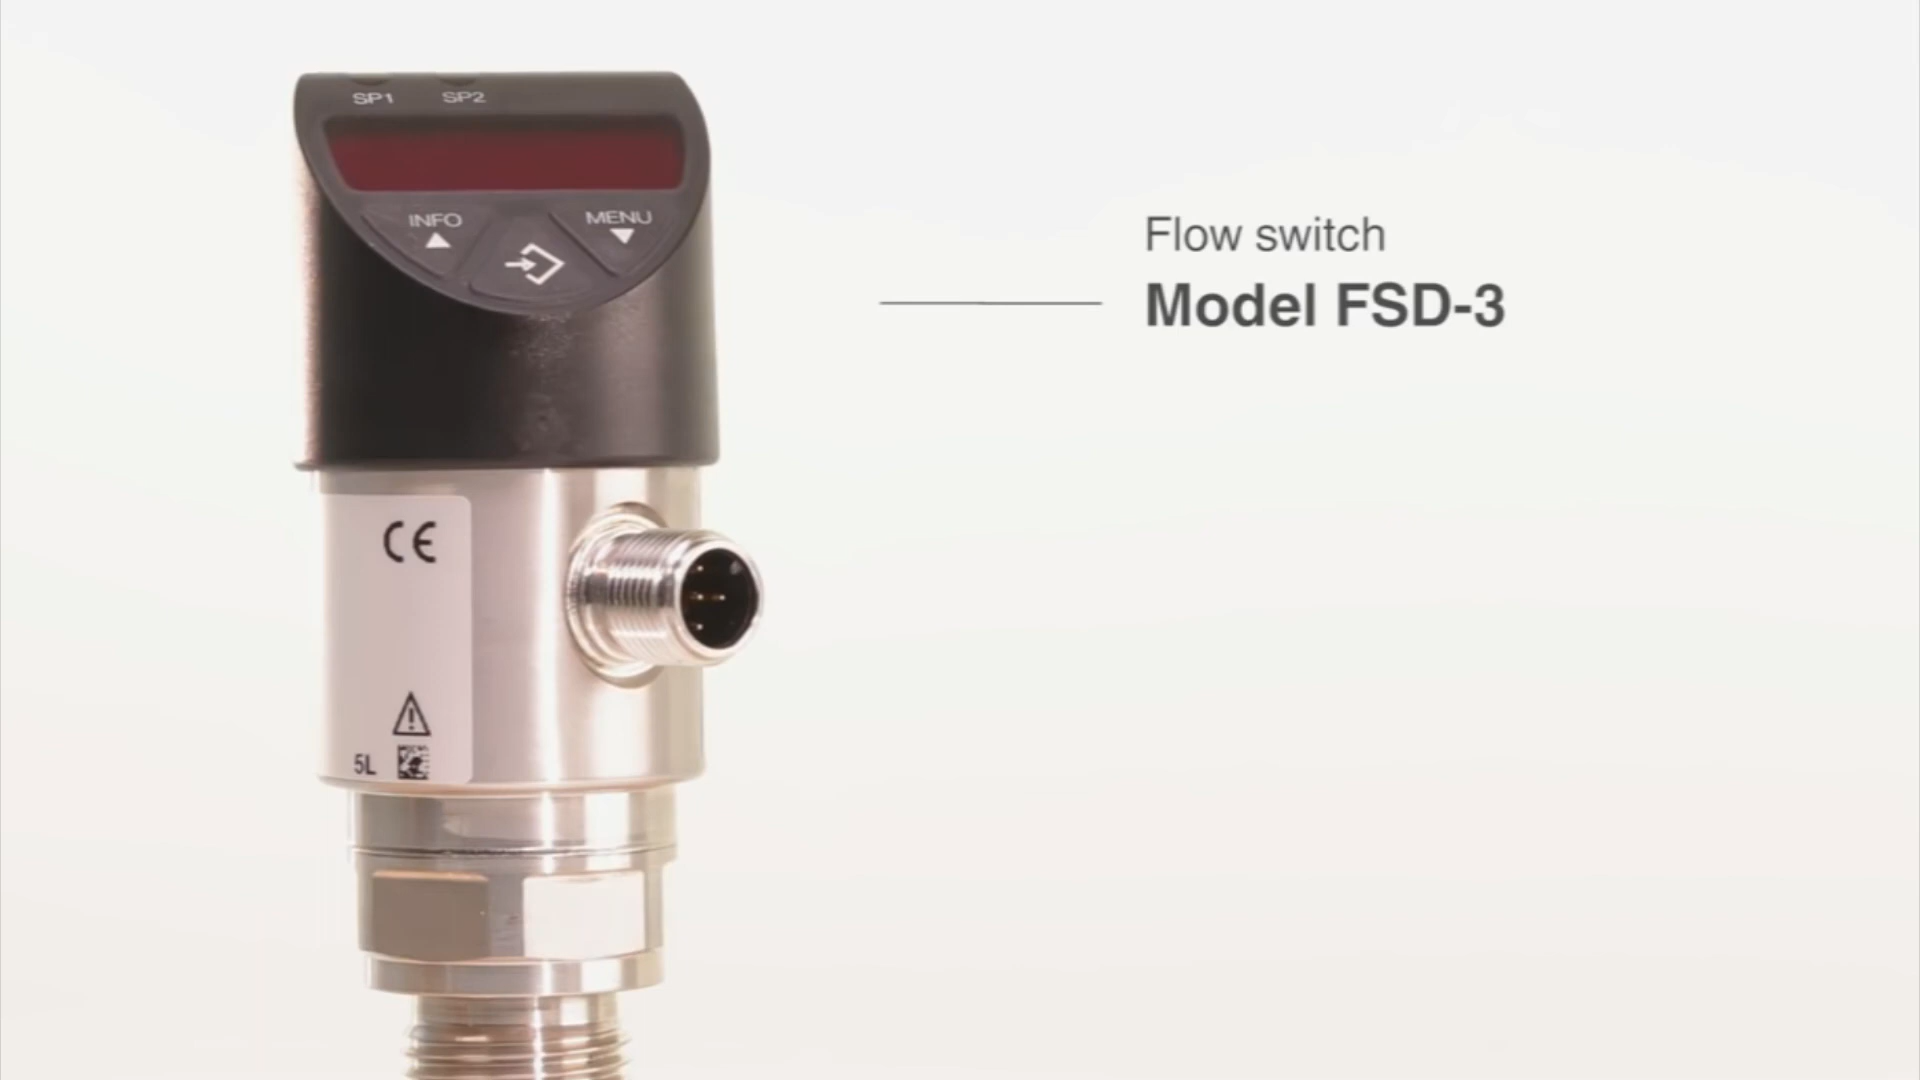 SP1 SP2
INFO MENU
Flow switch
Model FSD-3
CE
5L